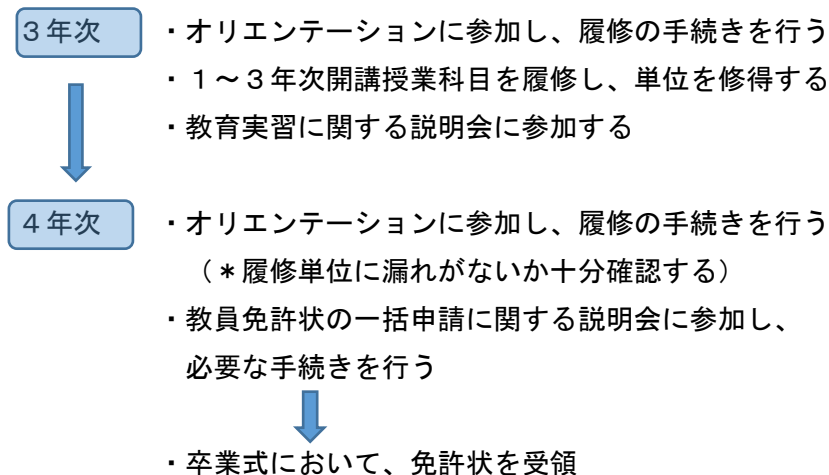 ３年次
・オリエンテーションに参加し、履修の手続きを行う
・１～３年次開講授業科目を履修し、単位を修得する
・教育実習に関する説明会に参加する
４年次
・オリエンテーションに参加し、履修の手続きを行う
（＊履修単位に漏れがないか十分確認する）
・教員免許状の一括申請に関する説明会に参加し、
必要な手続きを行う
・卒業式において、免許状を受領